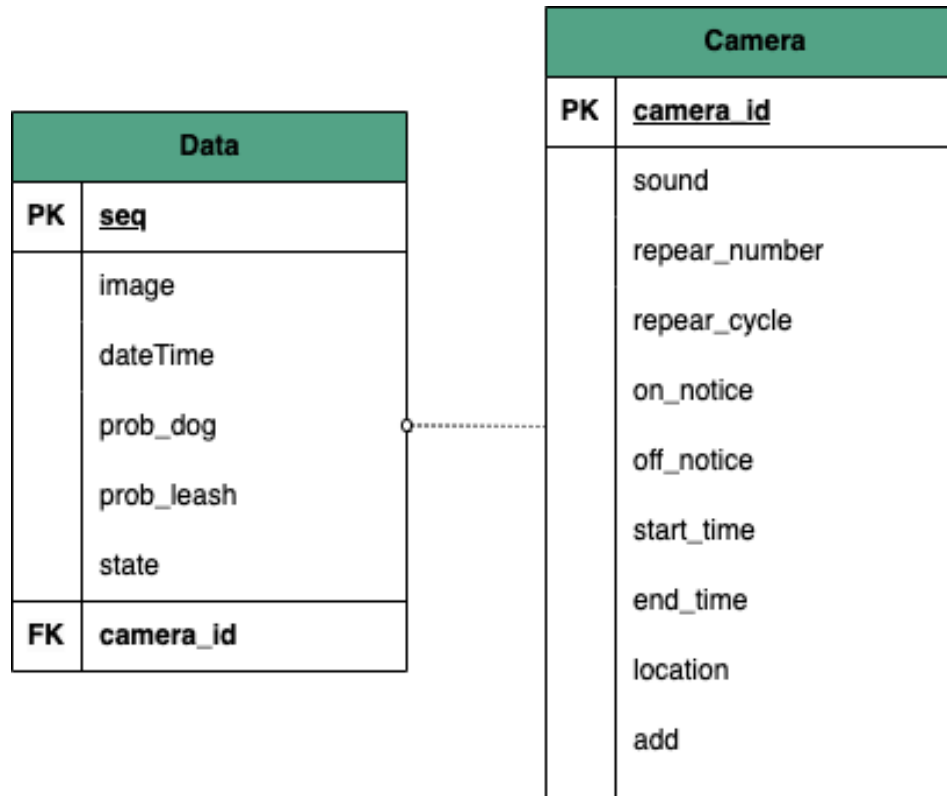 Data
PK seq
image
dateTime
prob_dog
prob_leash
state
FK camera_id
Camera
PK camera_id
sound
repear_number
repear_cycle
on_notice
off_notice
start_time
end_time
location
add